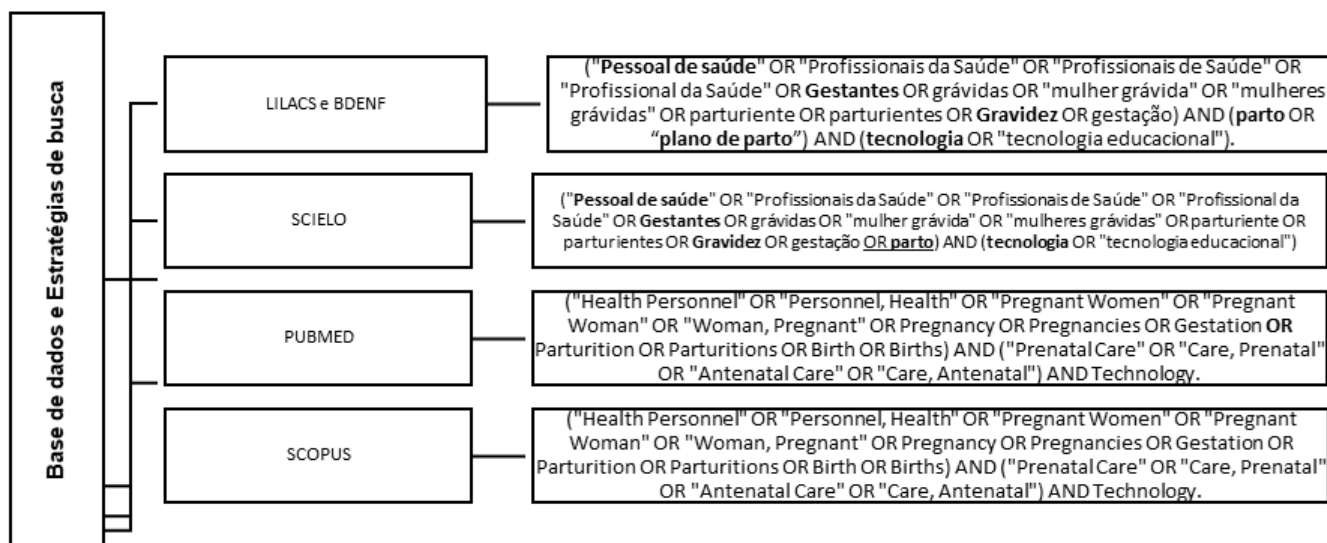 Base de dados e Estratégias de busca
LILACS e BDENF
("Pessoal de saúde" OR "Profissionais da Saúde" OR "Profissionais de Saúde" OR
"Profissional da Saúde" OR Gestantes OR grávidas OR "mulher grávida" OR "mulheres
grávidas" OR parturiente OR parturientes OR Gravidez OR gestação) AND (parto OR
“plano de parto”) AND (tecnologia OR "tecnologia educacional").
SCIELO
("Pessoal de saúde" OR "Profissionais da Saúde" OR "Profissionais de Saúde" OR "Profissional da
Saúde" OR Gestantes OR grávidas OR "mulher grávida" OR "mulheres grávidas" OR parturiente OR
parturientes OR Gravidez OR gestação OR parto) AND (tecnologia OR "tecnologia educacional")
PUBMED
("Health Personnel" OR "Personnel, Health" OR "Pregnant Women" OR "Pregnant
Woman" OR "Woman, Pregnant" OR Pregnancy OR Pregnancies OR Gestation OR
Parturition OR Parturitions OR Birth OR Births) AND ("Prenatal Care" OR "Care, Prenatal"
OR "Antenatal Care" OR "Care, Antenatal") AND Technology.
SCOPUS
("Health Personnel" OR "Personnel, Health" OR "Pregnant Women" OR "Pregnant
Woman" OR "Woman, Pregnant" OR Pregnancy OR Pregnancies OR Gestation OR
Parturition OR Parturitions OR Birth OR Births) AND ("Prenatal Care" OR "Care, Prenatal"
OR "Antenatal Care" OR "Care, Antenatal") AND Technology.